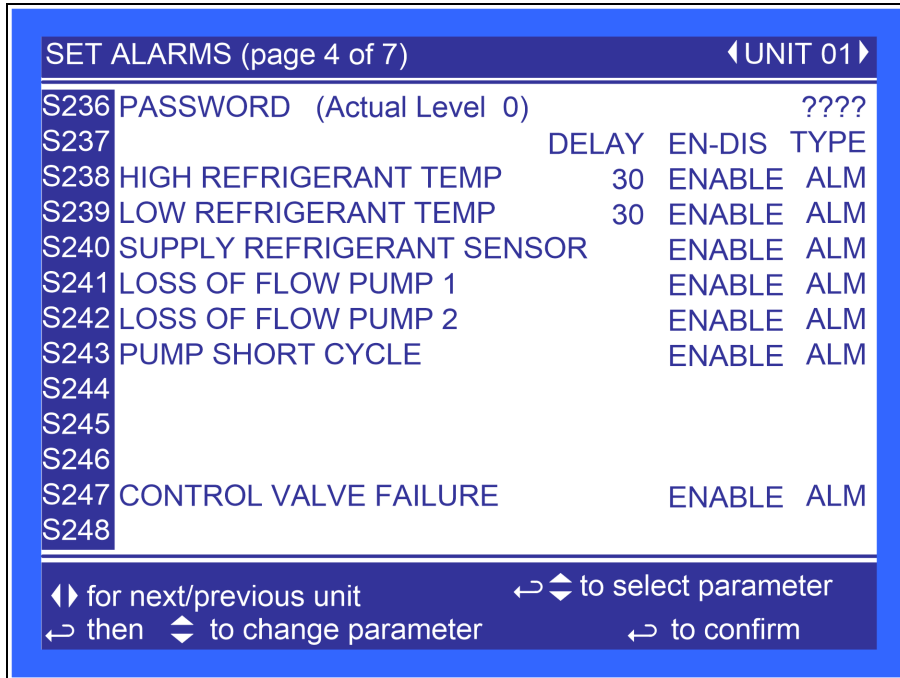 SET ALARMS (page 4 of 7) UNIT 01
S236 PASSWORD (Actual Level 0) ????
S237 DELAY EN-DIS TYPE
S238 HIGH REFRIGERANT TEMP 30 ENABLE ALM
S239 LOW REFRIGERANT TEMP 30 ENABLE ALM
S240 SUPPLY REFRIGERANT SENSOR ENABLE ALM
S241 LOSS OF FLOW PUMP 1 ENABLE ALM
S242 LOSS OF FLOW PUMP 2 ENABLE ALM
S243 PUMP SHORT CYCLE ENABLE ALM
S244
S245
S246
S247 CONTROL VALVE FAILURE ENABLE ALM
S248
for next/previous unit to select parameter
then to change parameter to confirm